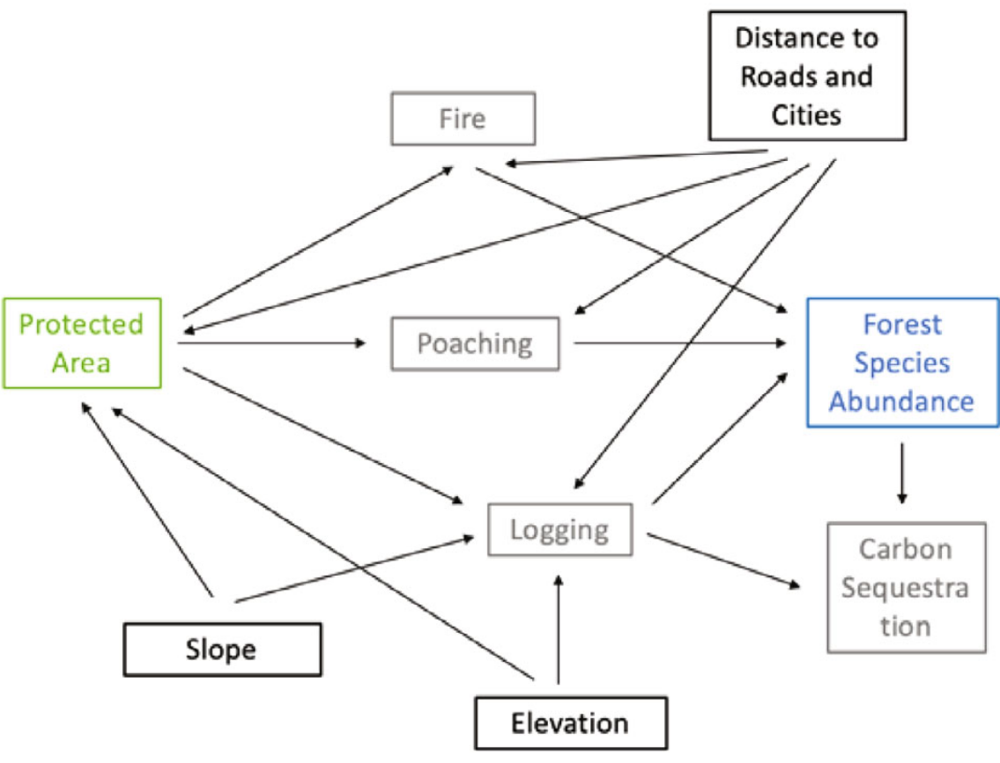 Distance to
Roads and
Cities
Fire
Protected
Area
Poaching
Forest
Species
Abundance
Logging
Carbon
Sequestra
tion
Slope
Elevation